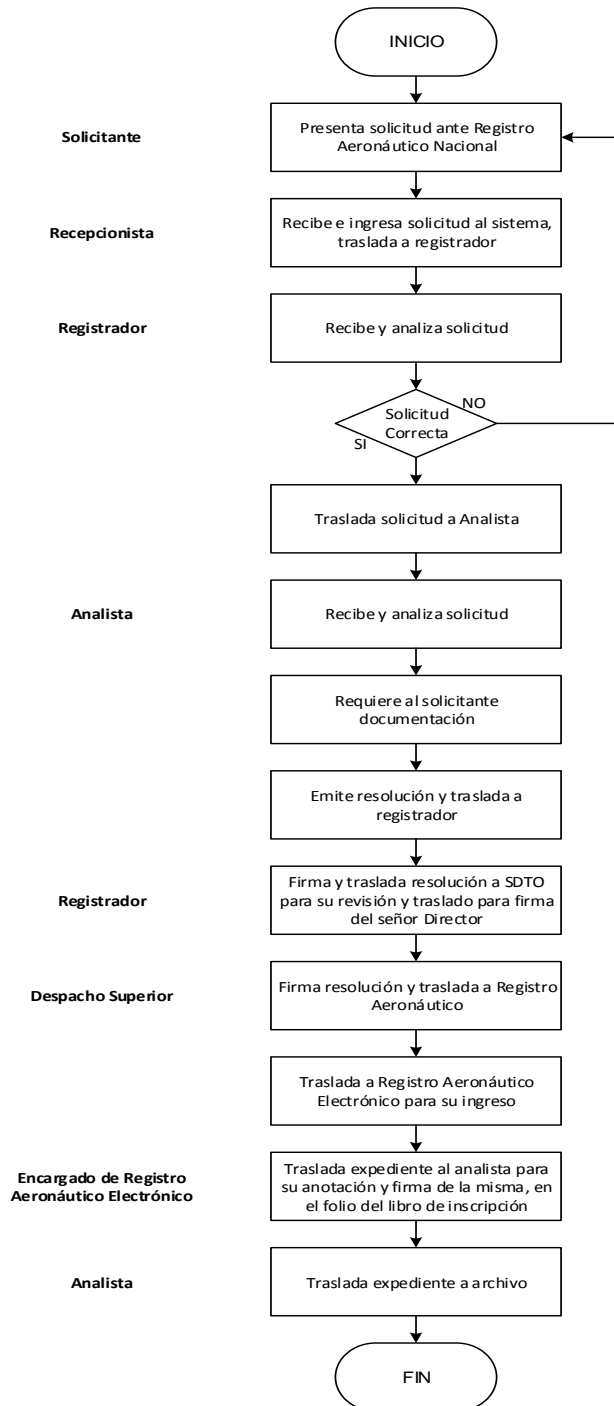 INICIO
Solicitante
Presenta solicitud ante Registro
Aeronáutico Nacional
Recepcionista
Recibe e ingresa solicitud al sistema,
traslada a registrador
Registrador
Recibe y analiza solicitud
Solicitud
Correcta
NO
SI
Traslada solicitud a Analista
Analista
Recibe y analiza solicitud
Requiere al solicitante
documentación
Emite resolución y traslada a
registrador
Registrador
Firma y traslada resolución a SDTO
para su revisión y traslado para firma
del señor Director
Despacho Superior
Firma resolución y traslada a Registro
Aeronáutico
Traslada a Registro Aeronáutico
Electrónico para su ingreso
Encargado de Registro
Aeronáutico Electrónico
Traslada expediente al analista para
su anotación y firma de la misma, en
el folio del libro de inscripción
Analista
Traslada expediente a archivo
FIN